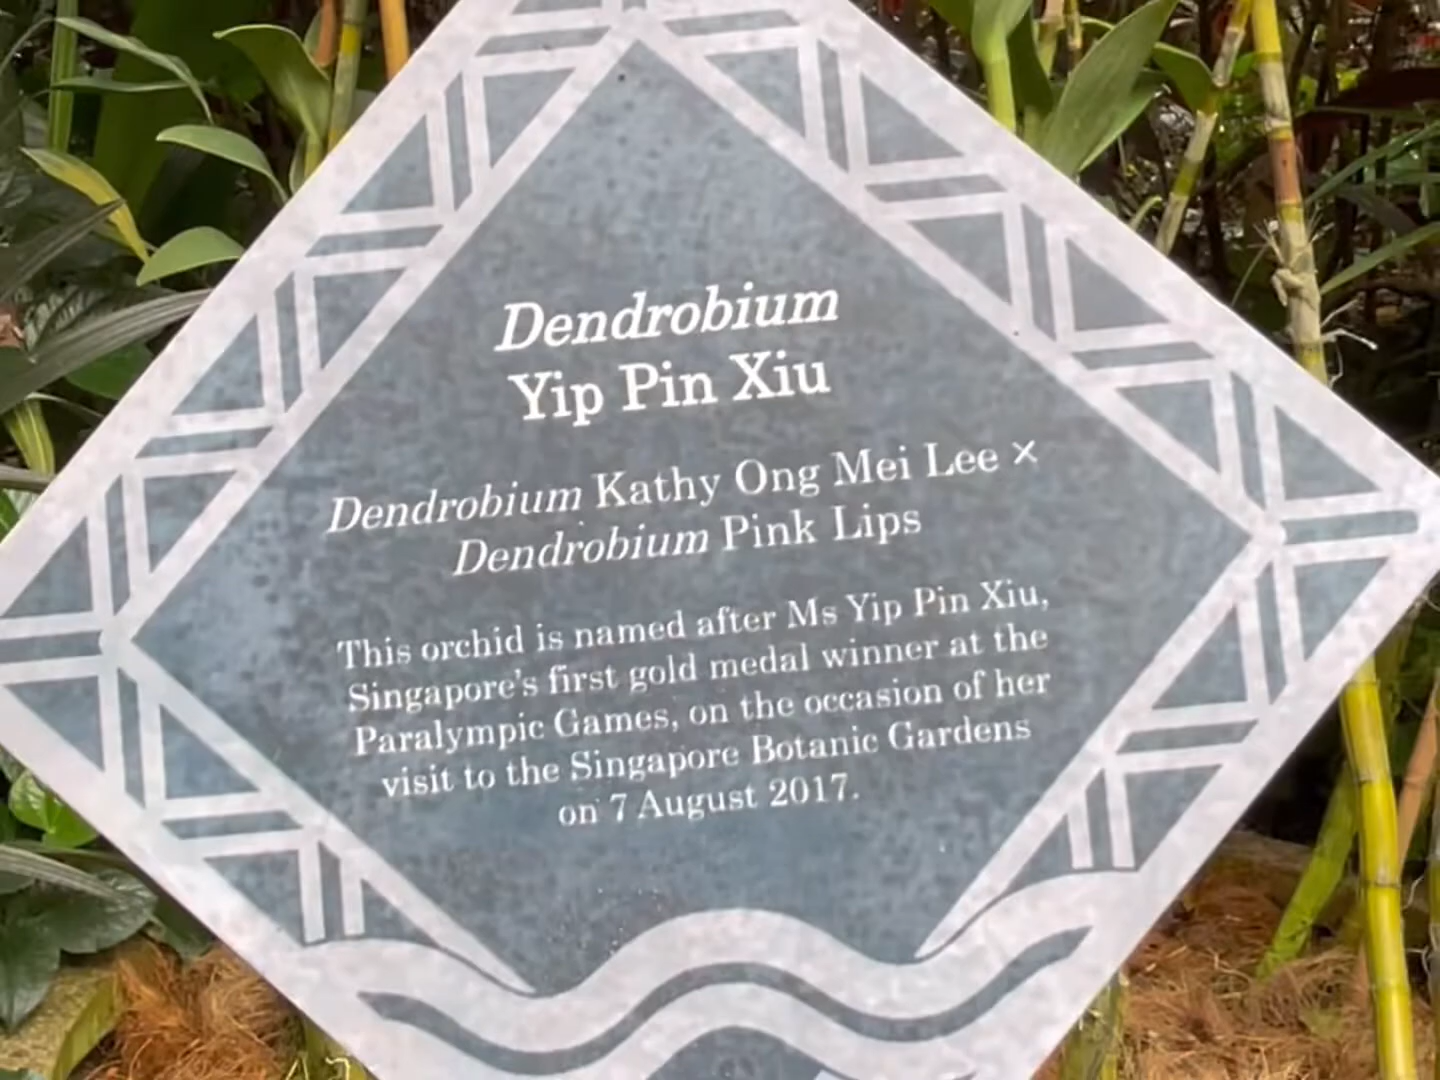 Dendrobium
Yip Pin Xiu
Dendrobium Kathy Ong Mei Lee ×
Dendrobium Pink Lips
This orchid is named after Ms Yip Pin Xiu,
Singapore's first gold medal winner at the
Paralympic Games, on the occasion of her
visit to the Singapore Botanic Gardens
on 7 August 2017.